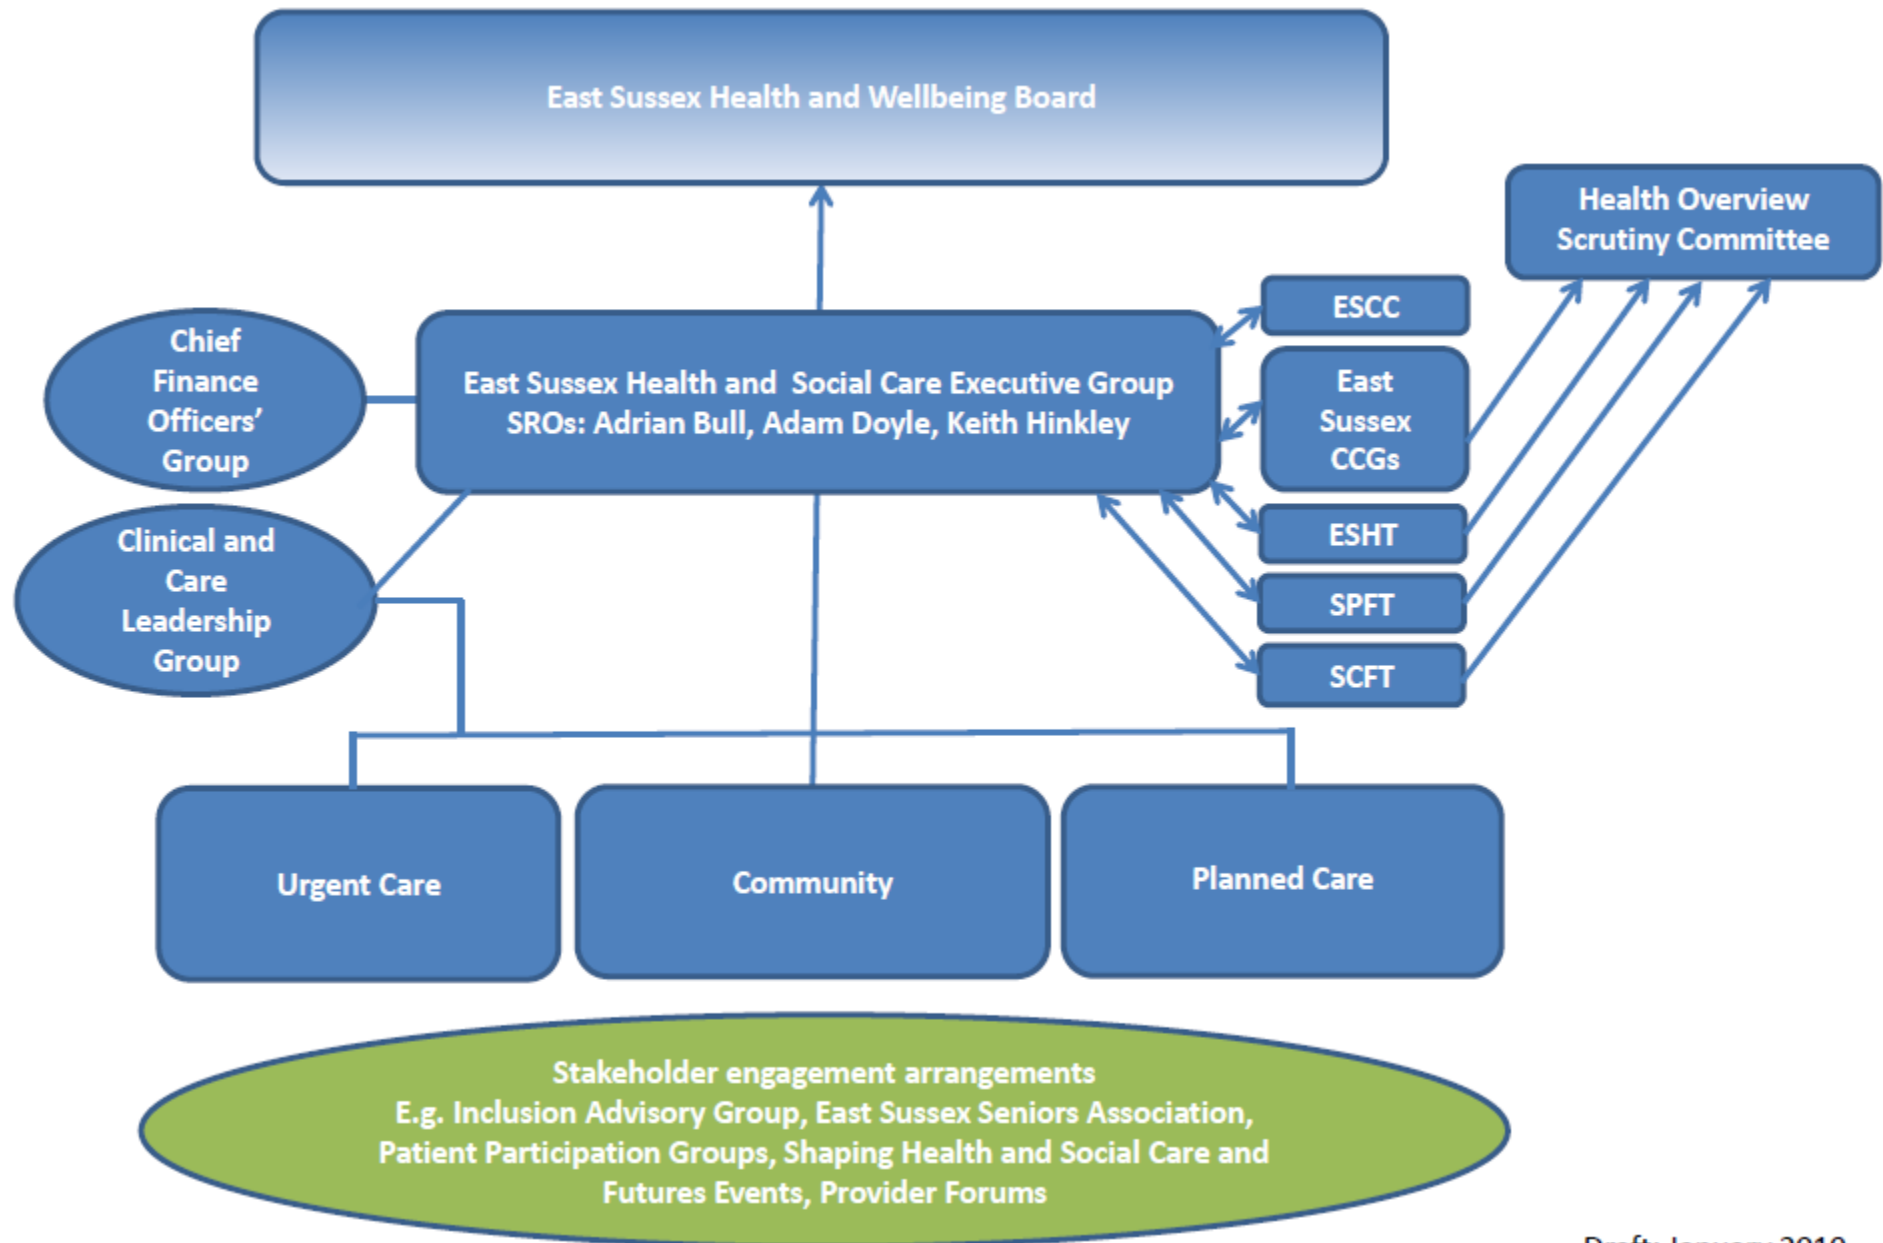 East Sussex Health and Wellbeing Board
Health Overview
Scrutiny Committee
Chief
Finance
Officers’
Group
East Sussex Health and  Social Care Executive Group
SROs: Adrian Bull, Adam Doyle, Keith Hinkley
ESCC
East
Sussex
CCGs
ESHT
SPFT
SCFT
Clinical and
Care
Leadership
Group
Urgent Care
Community
Planned Care
Stakeholder engagement arrangements
E.g. Inclusion Advisory Group, East Sussex Seniors Association,
Patient Participation Groups, Shaping Health and Social Care and
Futures Events, Provider Forums